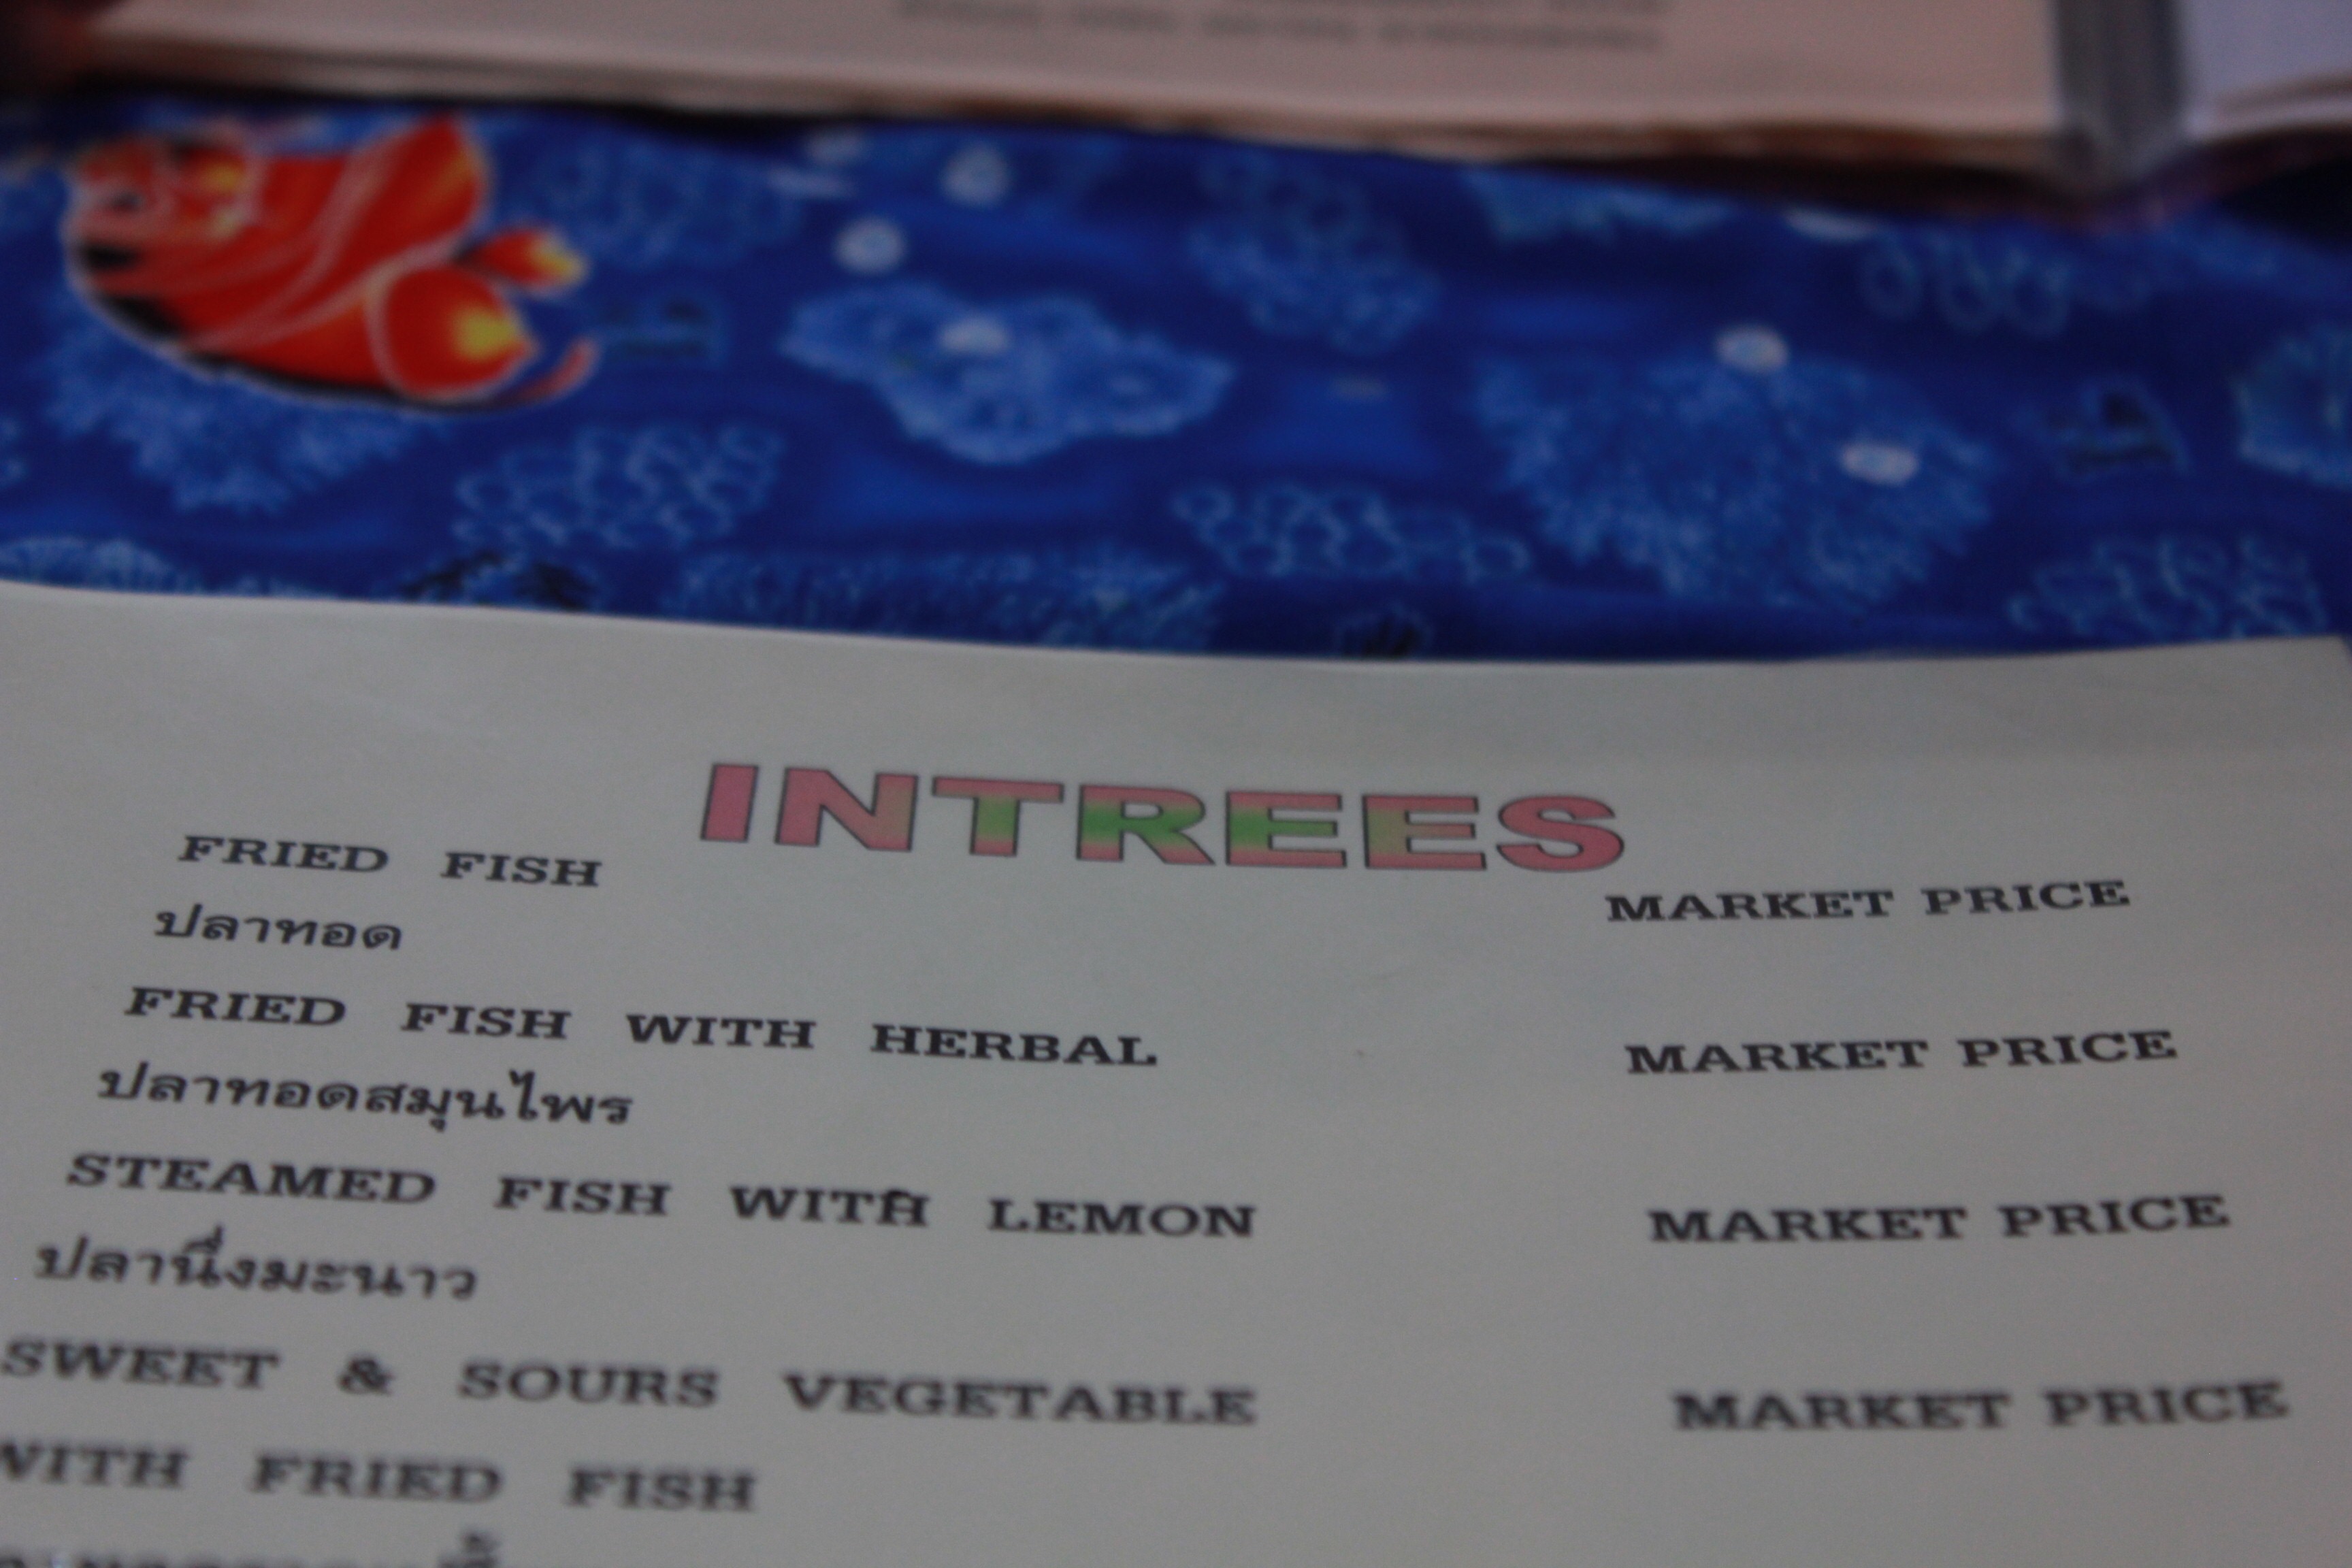 INTREES
FRIED FISH MARKET PRICE
ปลาทอด
FRIED FISH WITH HERBAL MARKET PRICE
ปลาทอดสมุนไพร
STEAMED FISH WITH LEMON MARKET PRICE
ปลานึ่งมะนาว
SWEET & SOURS VEGETABLE MARKET PRICE
WITH FRIED FISH